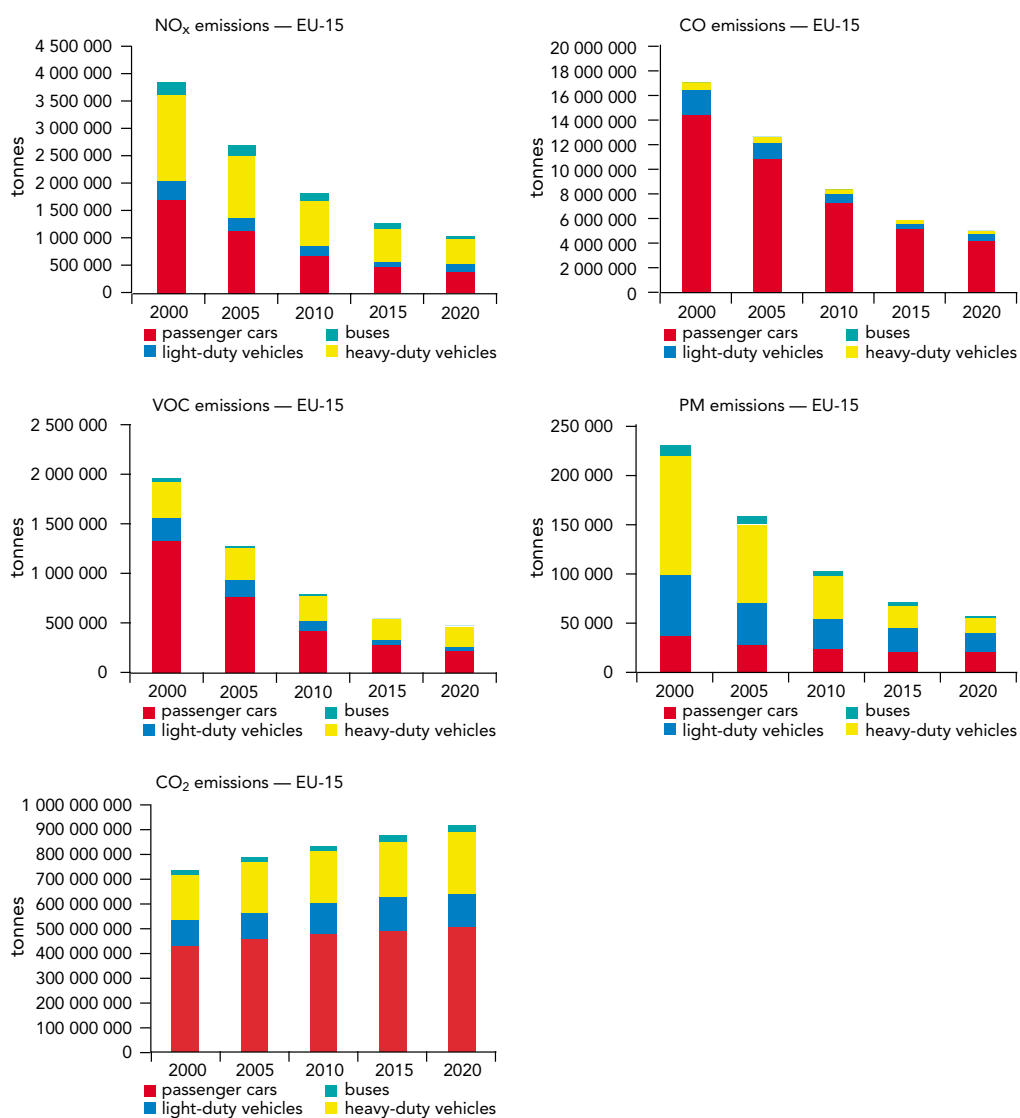 NOₓ emissions — EU-15
4 500 000
4 000 000
3 500 000
3 000 000
2 500 000
2 000 000
1 500 000
1 000 000
500 000
0
tonnes
2000 2005 2010 2015 2020
passenger cars buses
light-duty vehicles heavy-duty vehicles
CO emissions — EU-15
20 000 000
18 000 000
16 000 000
14 000 000
12 000 000
10 000 000
8 000 000
6 000 000
4 000 000
2 000 000
0
tonnes
2000 2005 2010 2015 2020
passenger cars buses
light-duty vehicles heavy-duty vehicles
VOC emissions — EU-15
2 500 000
2 000 000
1 500 000
1 000 000
500 000
0
tonnes
2000 2005 2010 2015 2020
passenger cars buses
light-duty vehicles heavy-duty vehicles
PM emissions — EU-15
250 000
200 000
150 000
100 000
50 000
0
tonnes
2000 2005 2010 2015 2020
passenger cars buses
light-duty vehicles heavy-duty vehicles
CO₂ emissions — EU-15
1 000 000 000
900 000 000
800 000 000
700 000 000
600 000 000
500 000 000
400 000 000
300 000 000
200 000 000
100 000 000
0
tonnes
2000 2005 2010 2015 2020
passenger cars buses
light-duty vehicles heavy-duty vehicles